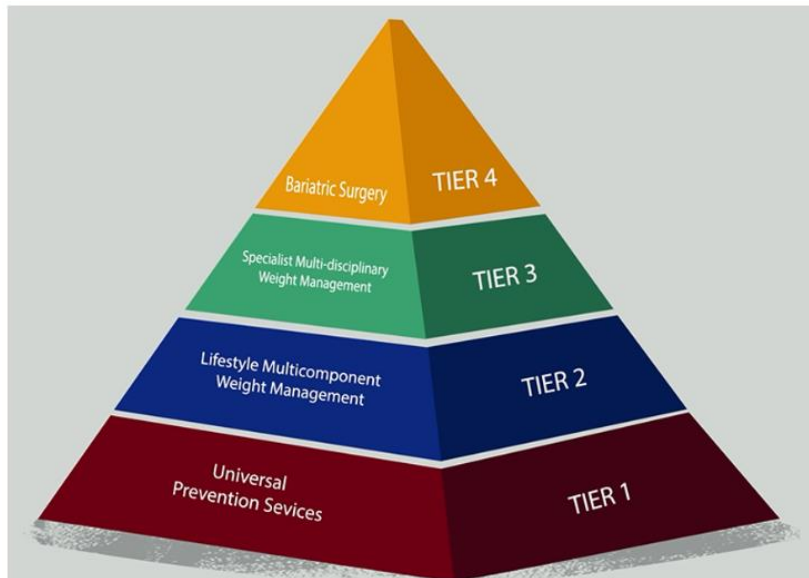 Bariatric Surgery
TIER 4
Specialist Multi-disciplinary
Weight Management
TIER 3
Lifestyle Multicomponent
Weight Management
TIER 2
Universal
Prevention Sevices
TIER 1